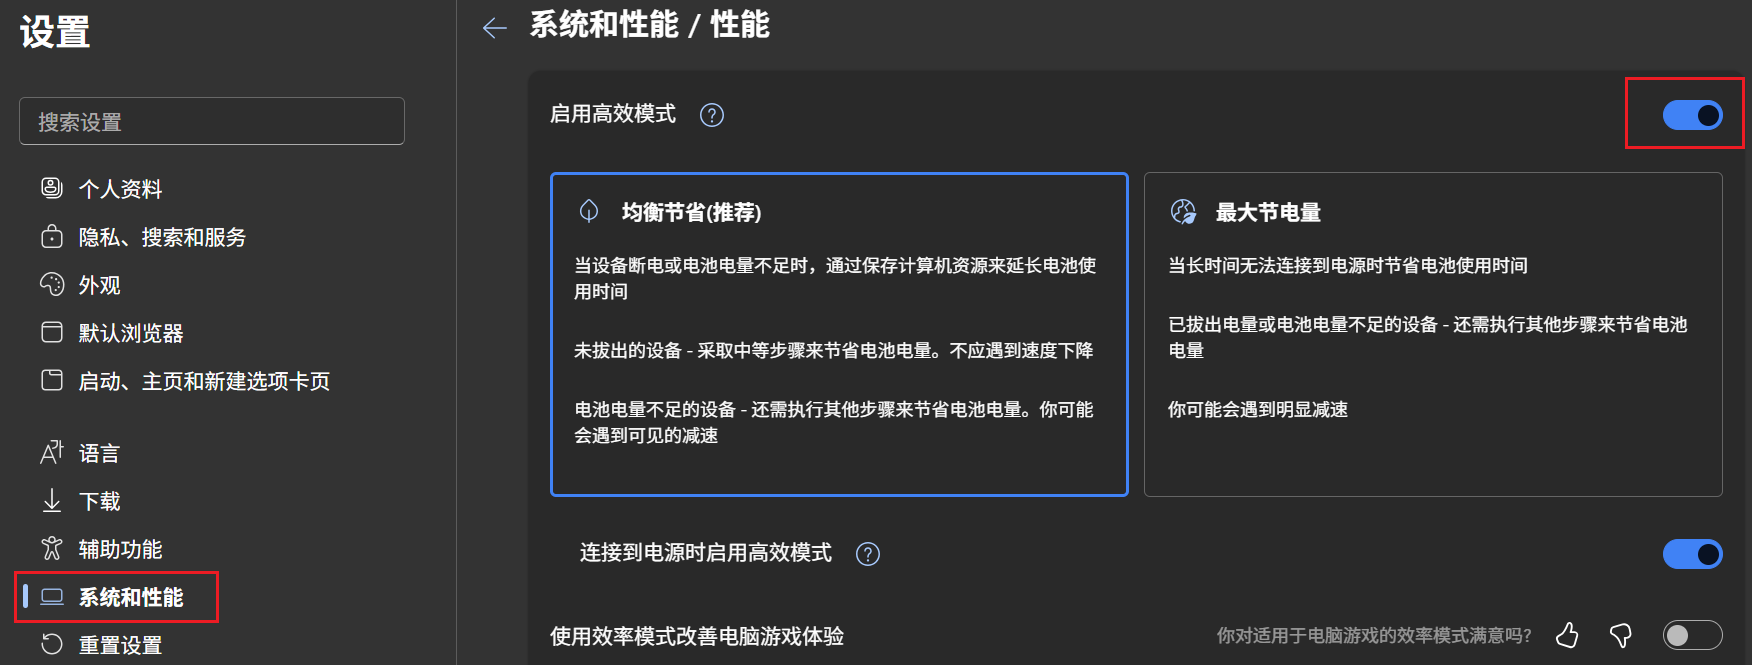 设置
搜索设置
个人资料
隐私、搜索和服务
外观
默认浏览器
启动、主页和新建选项卡页
语言
下载
辅助功能
系统和性能
重置设置
系统和性能 / 性能
启用高效模式
均衡节省(推荐)
当设备断电或电池电量不足时，通过保存计算机资源来延长电池使
用时间
未拔出的设备 - 采取中等步骤来节省电池电量。不应遇到速度下降
电池电量不足的设备 - 还需执行其他步骤来节省电池电量。你可能
会遇到可见的减速
最大节电量
当长时间无法连接到电源时节省电池使用时间
已拔出电量或电池电量不足的设备 - 还需执行其他步骤来节省电池
电量
你可能会遇到明显减速
连接到电源时启用高效模式
使用效率模式改善电脑游戏体验
你对适用于电脑游戏的效率模式满意吗?